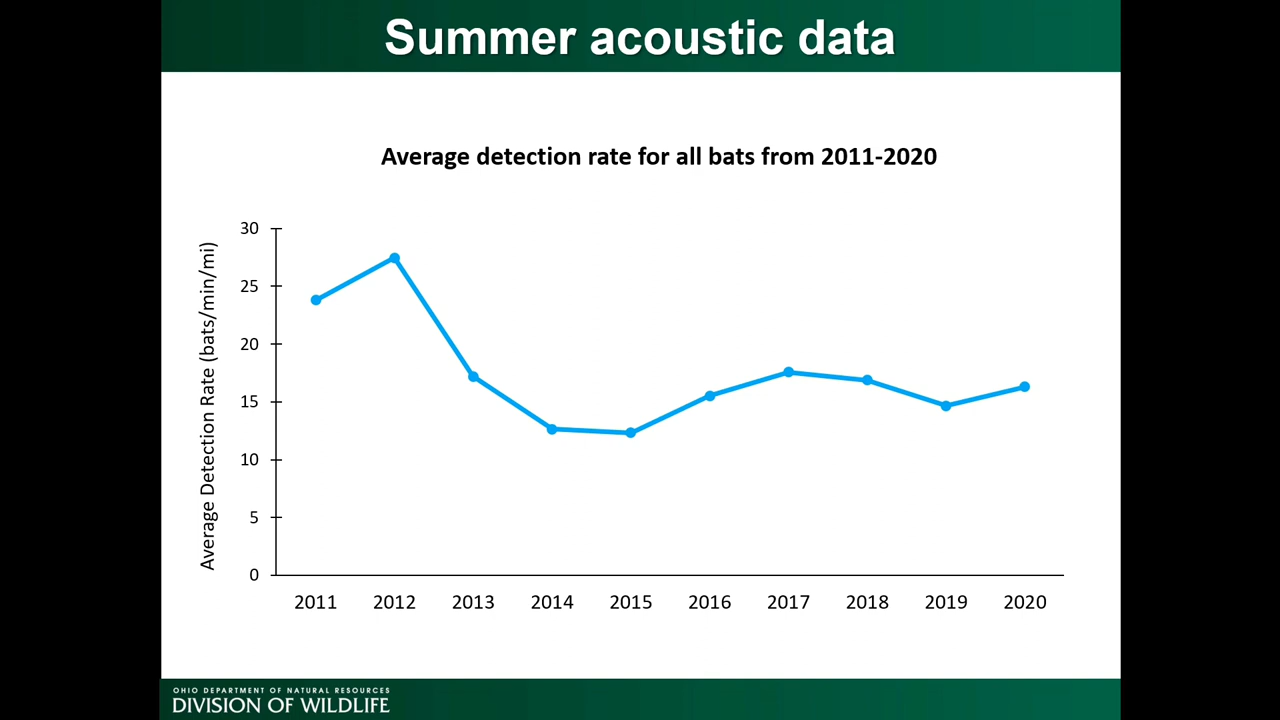 Summer acoustic data
Average detection rate for all bats from 2011-2020
Average Detection Rate (bats/min/mi)
30
25
20
15
10
5
0
2011 2012 2013 2014 2015 2016 2017 2018 2019 2020
OHIO DEPARTMENT OF NATURAL RESOURCES
DIVISION OF WILDLIFE